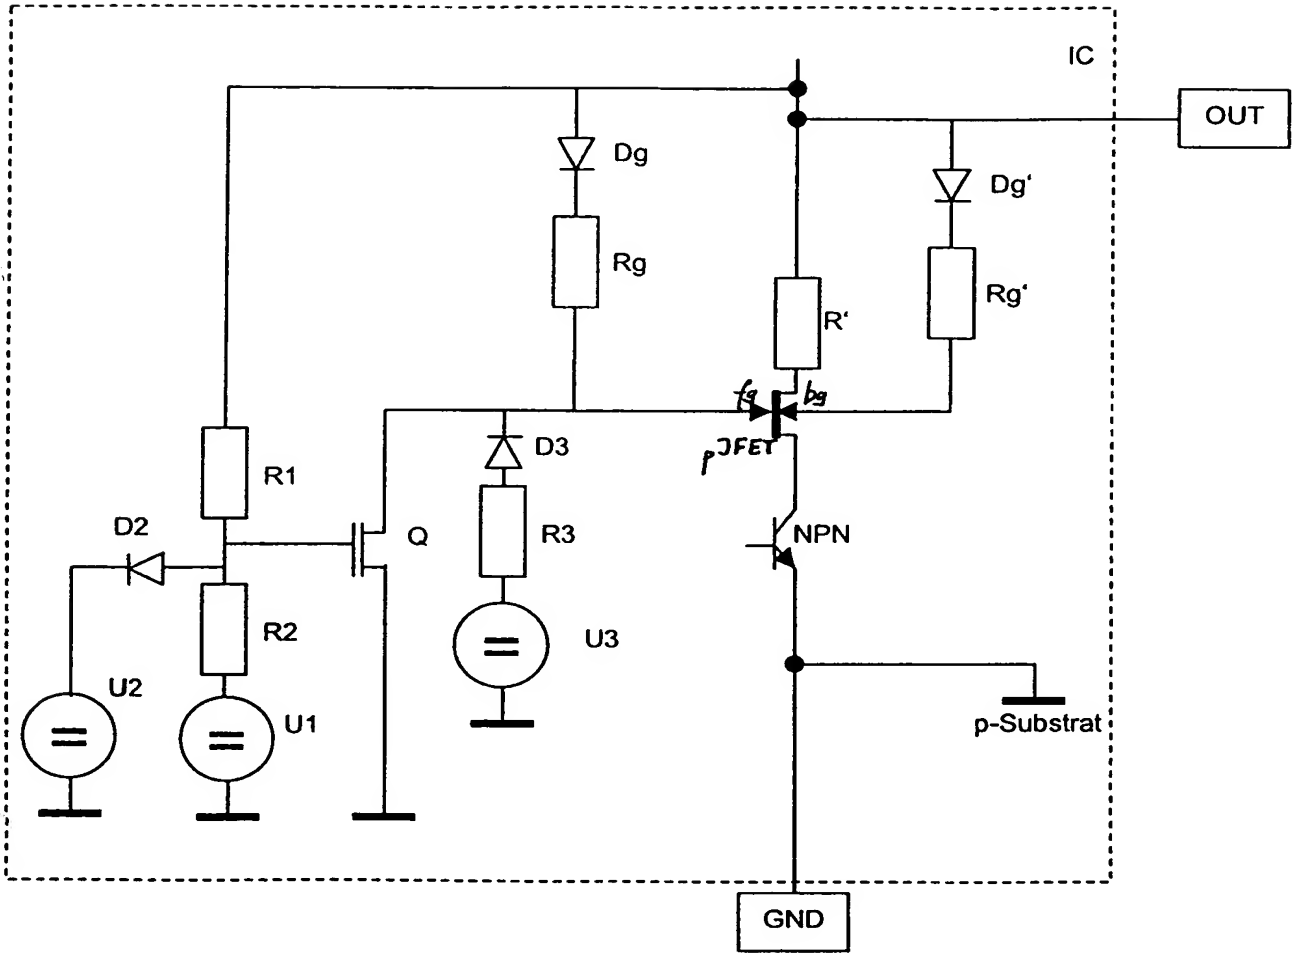 IC
OUT
Dg
Dg‘
Rg
Rg‘
R‘
fg
bg
pJFET
D3
R1
D2
Q
R3
NPN
R2
U3
U2
U1
p-Substrat
GND